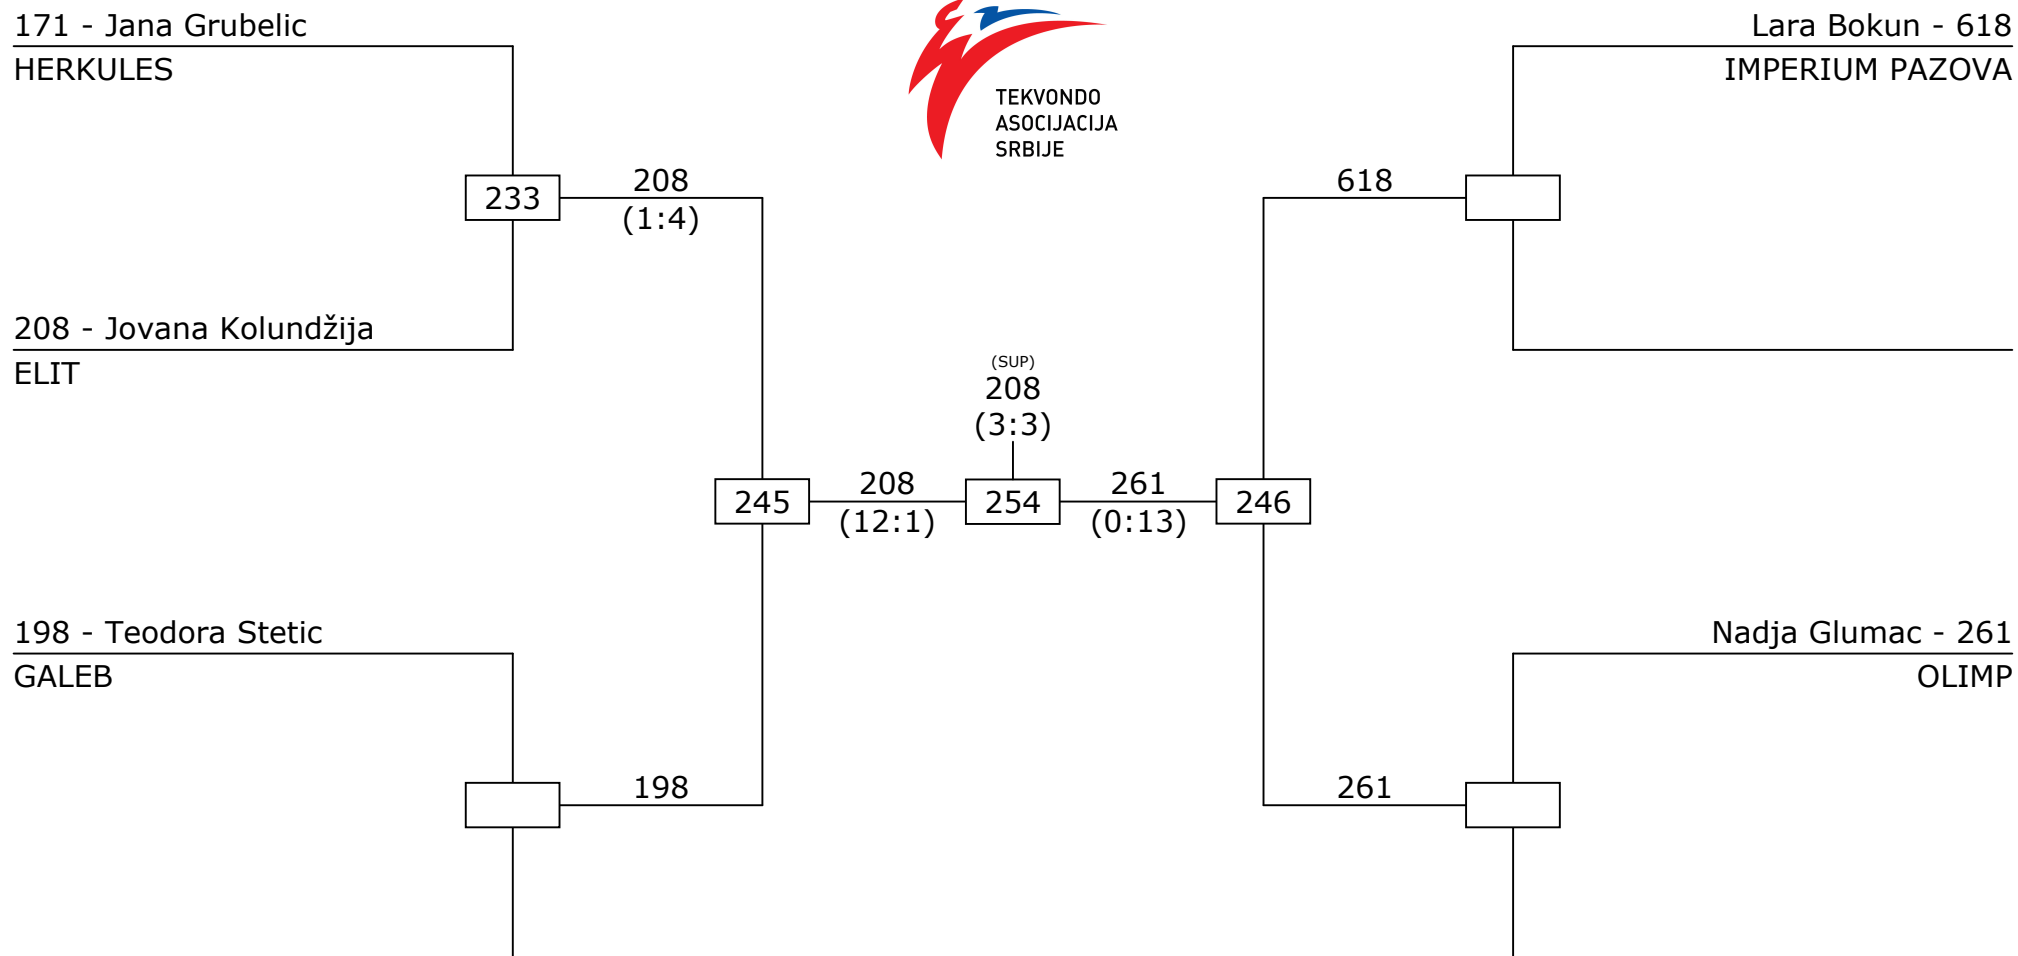 171 - Jana Grubelic
HERKULES
TEKVONDO
ASOCIJACIJA
SRBIJE
Lara Bokun - 618
IMPERIUM PAZOVA
233
208
(1:4)
618
208 - Jovana Kolundžija
ELIT
(SUP)
208
(3:3)
245
208
(12:1)
254
261
(0:13)
246
198 - Teodora Stetic
GALEB
Nadja Glumac - 261
OLIMP
198
261